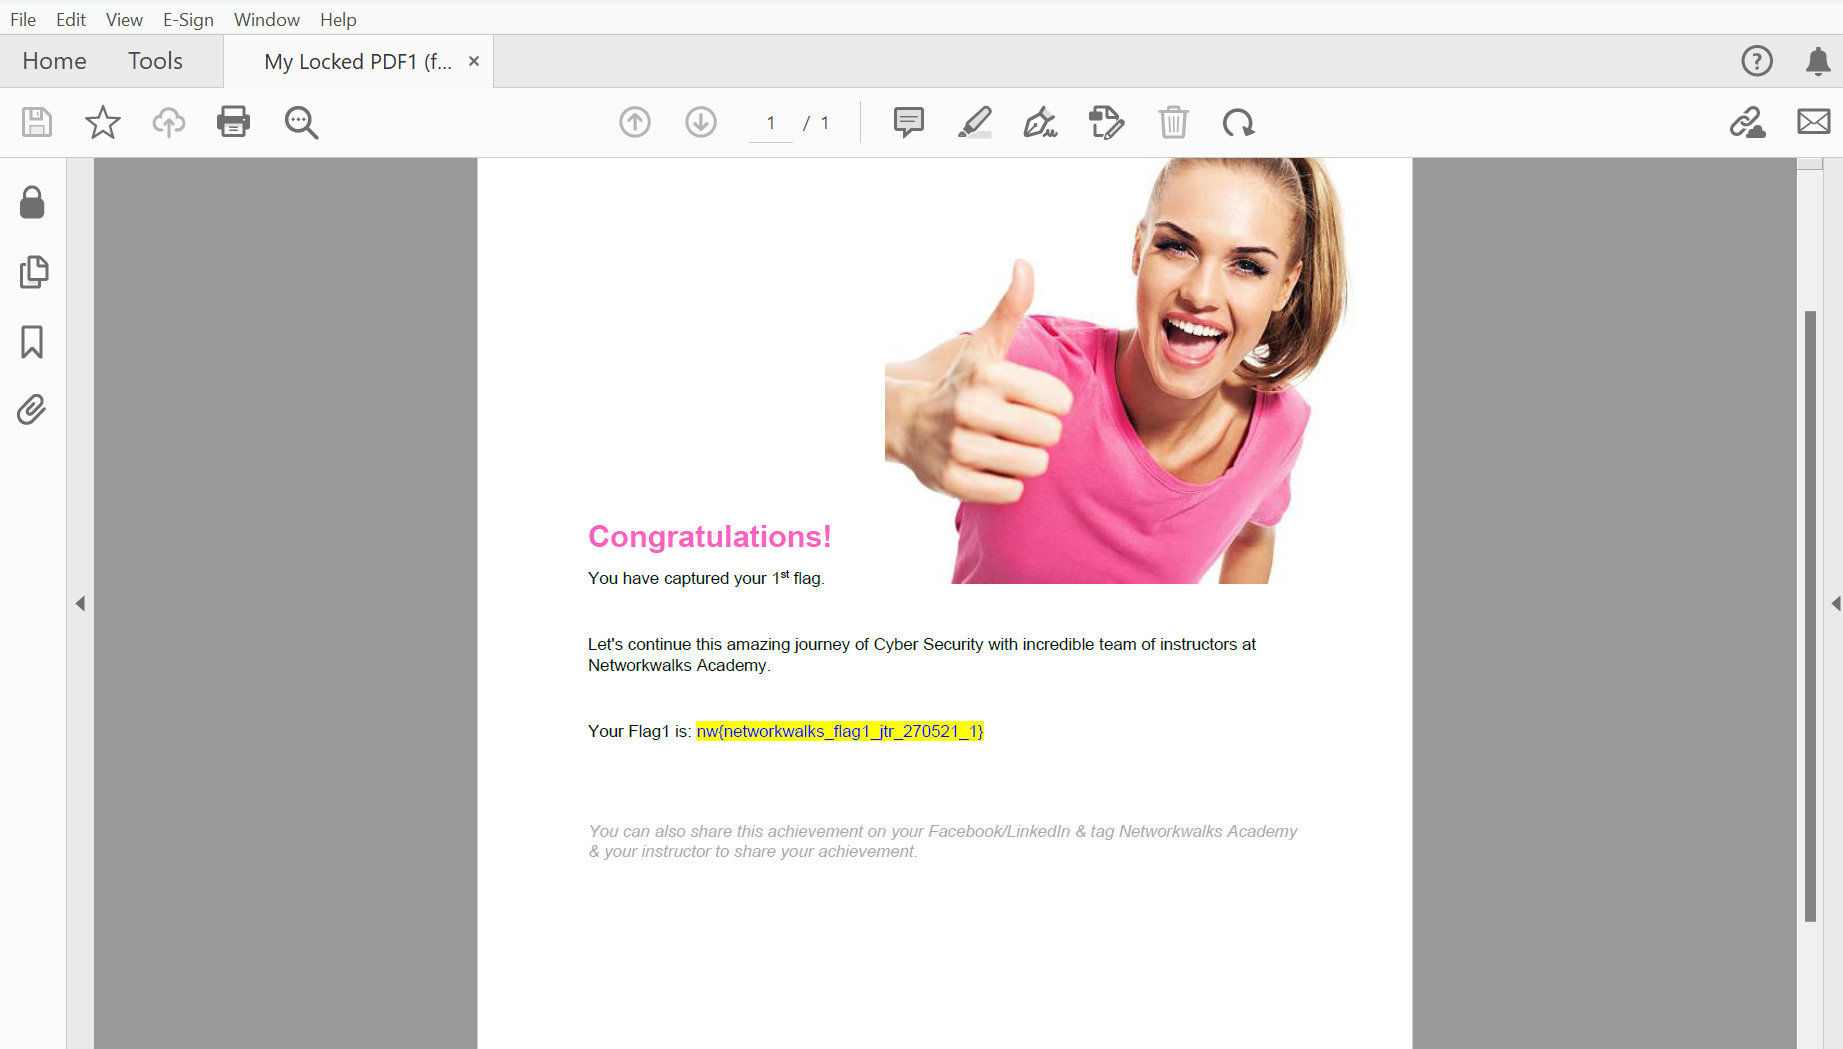 File Edit View E-Sign Window Help
Home Tools My Locked PDF1 (f... ×
1 / 1
Congratulations!
You have captured your 1st flag.
Let's continue this amazing journey of Cyber Security with incredible team of instructors at
Networkwalks Academy.
Your Flag1 is: nw{networkwalks_flag1_jtr_270521_1}
You can also share this achievement on your Facebook/LinkedIn & tag Networkwalks Academy
& your instructor to share your achievement.